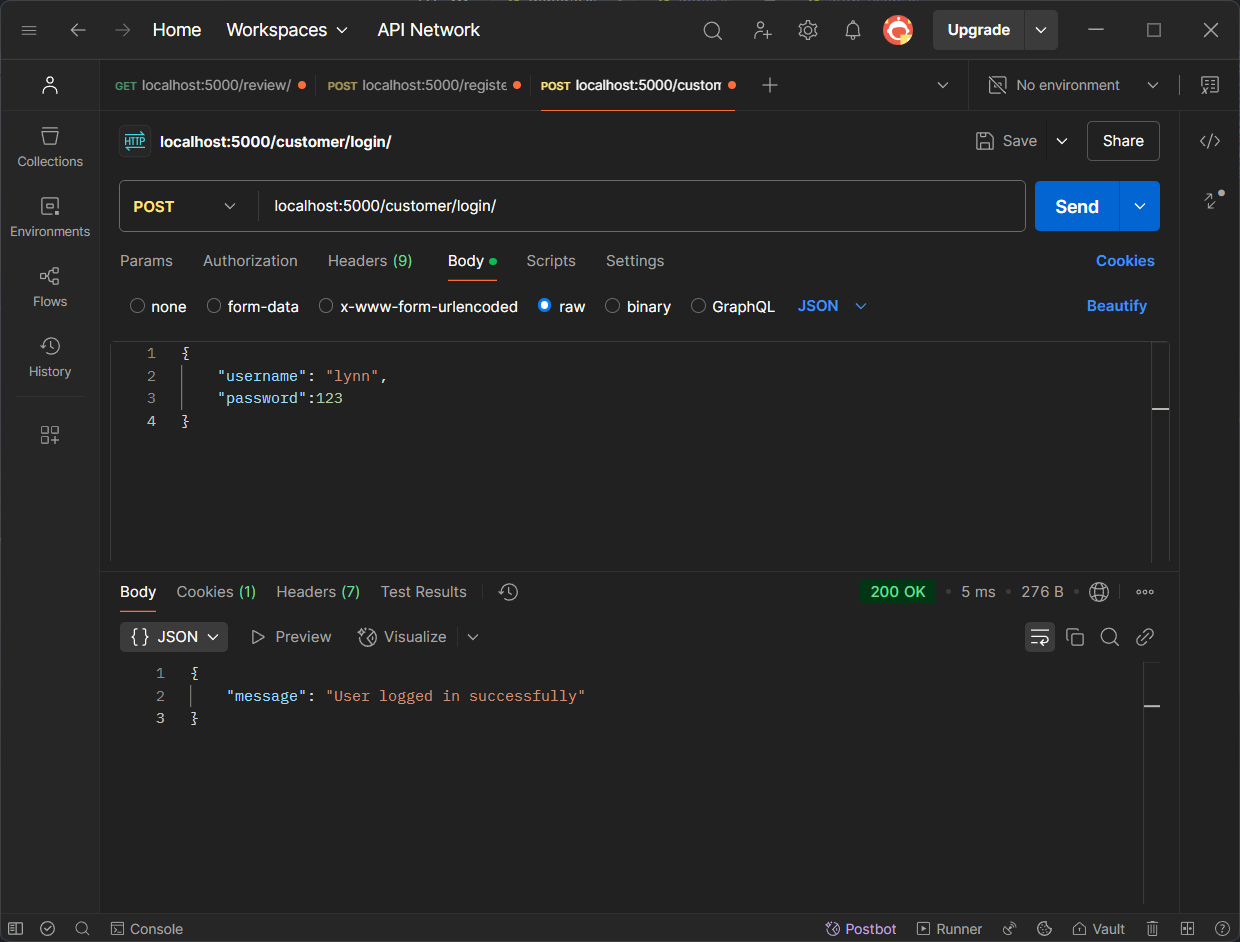 Home Workspaces API Network Upgrade
GET localhost:5000/review/ POST localhost:5000/registe POST localhost:5000/custom No environment
HTTP localhost:5000/customer/login/ Save Share
Collections
POST localhost:5000/customer/login/ Send
Environments
Params Authorization Headers (9) Body Scripts Settings Cookies
Flows
none form-data x-www-form-urlencoded raw binary GraphQL JSON Beautify
History
1 {
2 "username": "lynn",
3 "password":123
4 }
Body Cookies (1) Headers (7) Test Results 200 OK • 5 ms • 276 B •
{} JSON Preview Visualize
1 {
2 "message": "User logged in successfully"
3 }
Console Postbot Runner Vault